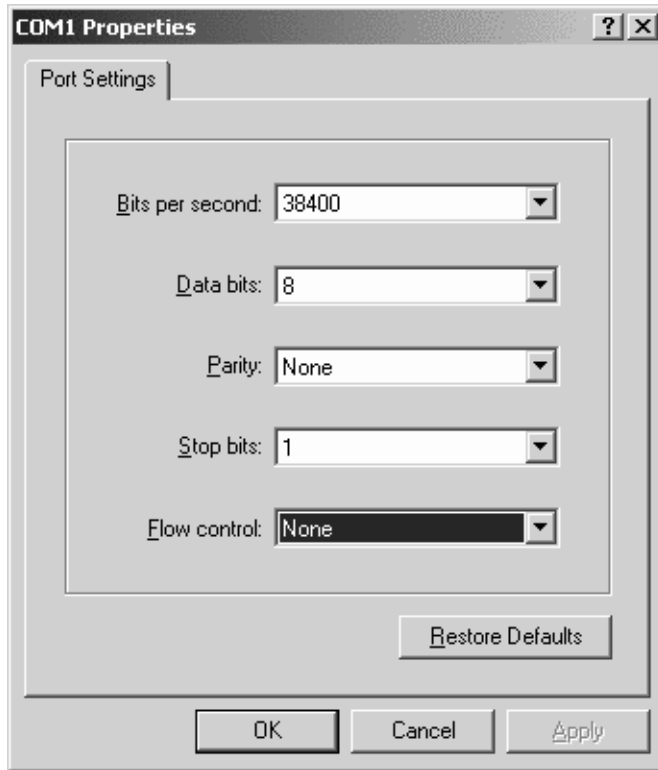 COM1 Properties
Port Settings
Bits per second: 38400
Data bits: 8
Parity: None
Stop bits: 1
Flow control: None
Restore Defaults
OK Cancel Apply